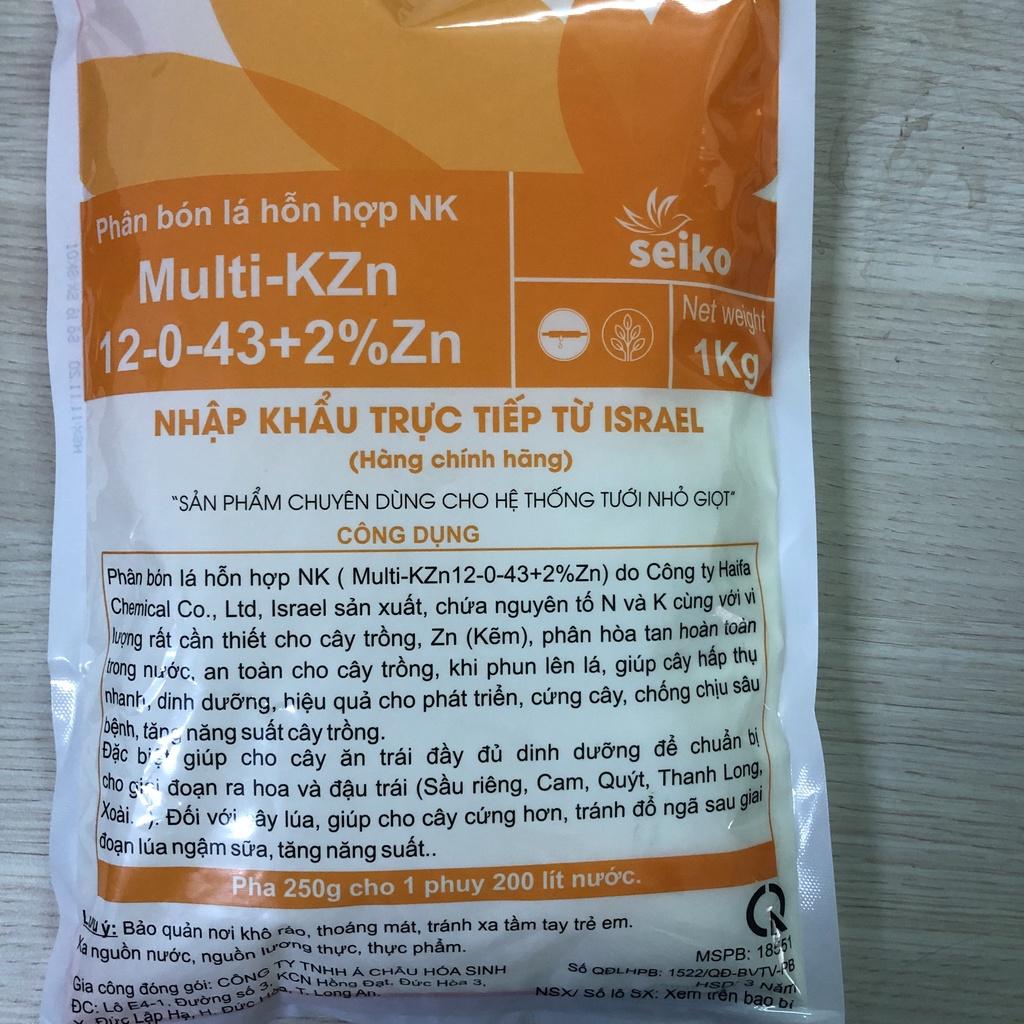 Phân bón lá hỗn hợp NK
Multi-KZn
12-0-43+2%Zn
seiko
Net weight
1Kg
NHẬP KHẨU TRỰC TIẾP TỪ ISRAEL
(Hàng chính hãng)
"SẢN PHẨM CHUYÊN DÙNG CHO HỆ THỐNG TƯỚI NHỎ GIỌT"
CÔNG DỤNG
Phân bón lá hỗn hợp NK ( Multi-KZn12-0-43+2%Zn) do Công ty Haifa
Chemical Co., Ltd, Israel sản xuất, chứa nguyên tố N và K cùng với vi
lượng rất cần thiết cho cây trồng, Zn (Kẽm), phân hòa tan hoàn toàn
trong nước, an toàn cho cây trồng, khi phun lên lá, giúp cây hấp thụ
nhanh, dinh dưỡng, hiệu quả cho phát triển, cứng cây, chống chịu sâu
bệnh, tăng năng suất cây trồng.
Đặc biệt giúp cho cây ăn trái đầy đủ dinh dưỡng để chuẩn bị
cho giai đoạn ra hoa và đậu trái (Sầu riêng, Cam, Quýt, Thanh Long,
Xoài...). Đối với cây lúa, giúp cho cây cứng hơn, tránh đổ ngã sau giai
đoạn lúa ngậm sữa, tăng năng suất..
Pha 250g cho 1 phuy 200 lít nước.
Lưu ý: Bảo quản nơi khô ráo, thoáng mát, tránh xa tầm tay trẻ em.
Xa nguồn nước, nguồn lương thực, thực phẩm.
Gia công đóng gói: CÔNG TY TNHH Á CHÂU HÓA SINH
ĐC: Lô E4-1, Đường số 3, KCN Hồng Đạt, Đức Hòa 3,
X. Đức Lập Hạ, H. Đức Hòa, T. Long An.
MSPB: 18551
Số QĐLHPB: 1522/QĐ-BVTV-PB
HSD: 3 Năm
NSX/ Số lô SX: Xem trên bao bì